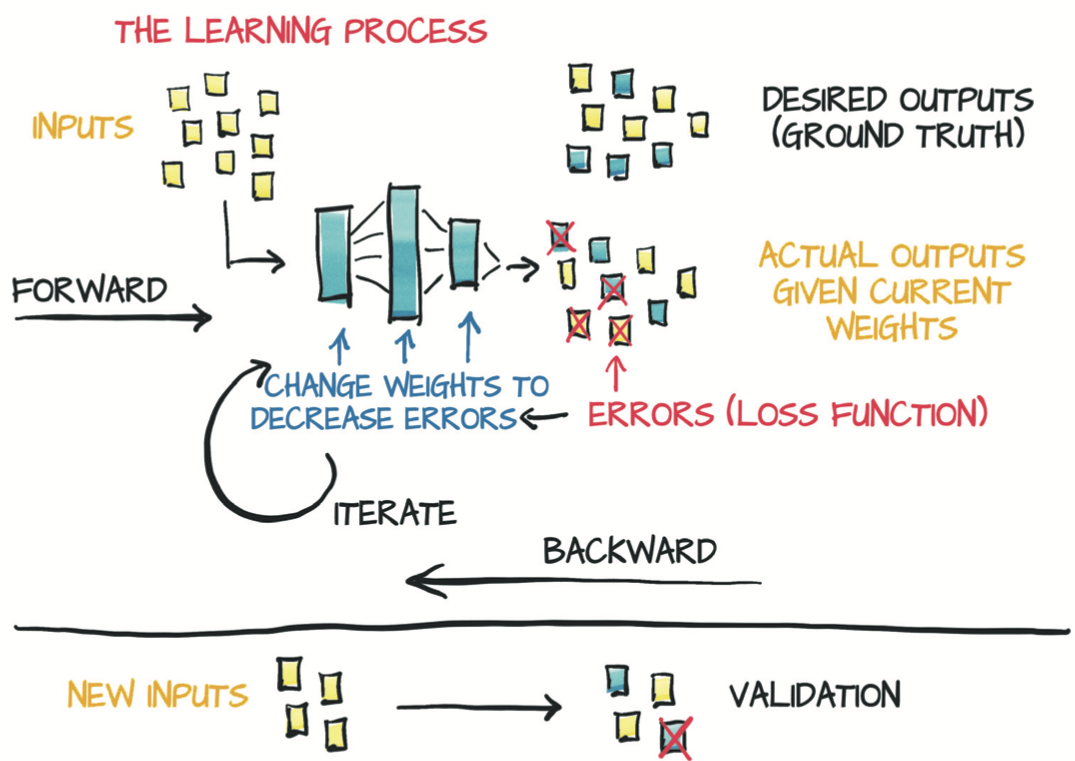 THE LEARNING PROCESS
INPUTS
DESIRED OUTPUTS
(GROUND TRUTH)
ACTUAL OUTPUTS
GIVEN CURRENT
WEIGHTS
FORWARD
CHANGE WEIGHTS TO
DECREASE ERRORS
ERRORS (LOSS FUNCTION)
ITERATE
BACKWARD
NEW INPUTS
VALIDATION